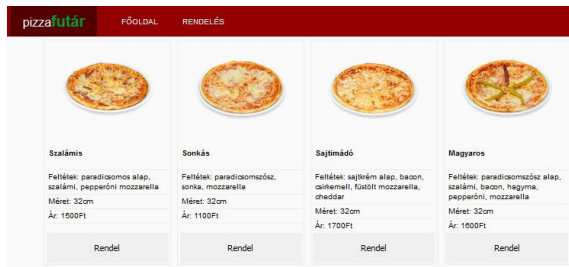 pizzafutár
FŐOLDAL
RENDELÉS
Szalámis
Feltétek: paradicsomos alap,
szalámi, pepperóni mozzarella
Méret: 32cm
Ár: 1500Ft
Rendel
Sonkás
Feltétek: paradicsomszósz,
sonka, mozzarella
Méret: 32cm
Ár: 1100Ft
Rendel
Sajtimádó
Feltétek: sajtkrém alap, bacon,
csirkemell, füstölt mozzarella,
cheddar
Méret: 32cm
Ár: 1700Ft
Rendel
Magyaros
Feltétek: paradicsomszósz alap,
szalámi, bacon, hagyma,
pepperóni, mozzarella
Méret: 32cm
Ár: 1600Ft
Rendel